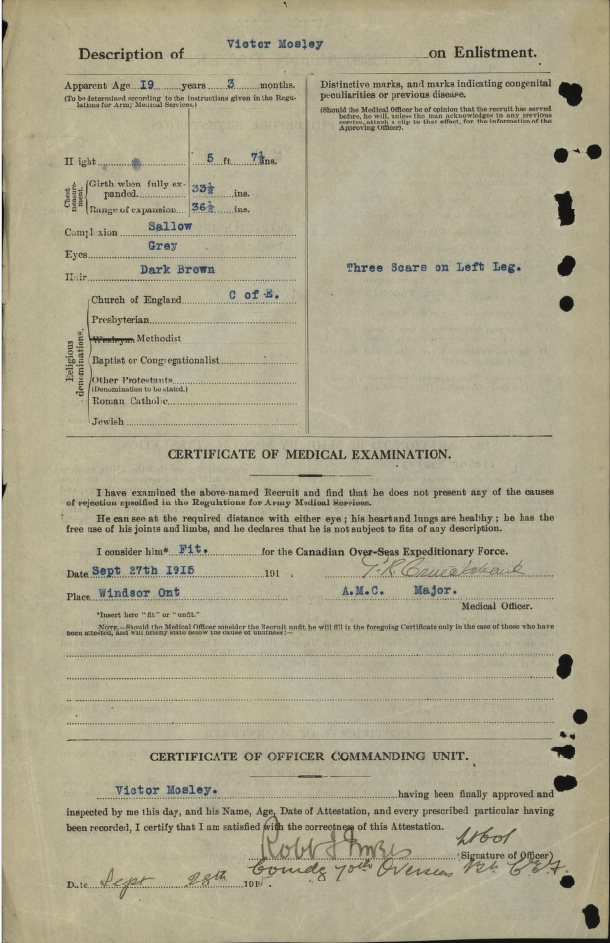 Description of Victor Mosley on Enlistment.
Apparent Age 19 years 3 months.
(To be determined according to the instructions given in the Regulations for Army Medical Services.)
Height 5 ft. 7½ ins.
Chest measurement.
Girth when fully expanded 33½ ins.
Range of expansion 36½ ins.
Complexion Sallow
Eyes Grey
Hair Dark Brown
Religious denominations.
Church of England C of E.
Presbyterian
Wesleyan Methodist
Baptist or Congregationalist
Other Protestants
(Denomination to be stated.)
Roman Catholic
Jewish
Distinctive marks, and marks indicating congenital
peculiarities or previous disease.
(Should the Medical Officer be of opinion that the recruit has served
before, he will, unless the man acknowledges to any previous
service, attach a slip to that effect, for the information of the
Approving Officer).
Three Scars on Left Leg.
CERTIFICATE OF MEDICAL EXAMINATION.
I have examined the above-named Recruit and find that he does not present any of the causes
of rejection specified in the Regulations for Army Medical Services.
He can see at the required distance with either eye; his heart and lungs are healthy; he has the
free use of his joints and limbs, and he declares that he is not subject to fits of any description.
I consider him* Fit. for the Canadian Over-Seas Expeditionary Force.
Date Sept 27th 1915 191 .
Place Windsor Ont A.M.C. Major.
Medical Officer.
*Insert here "fit" or "unfit."
NOTE.—Should the Medical Officer consider the Recruit unfit, he will fill in the foregoing Certificate only in the case of those who have
been attested, and will briefly state below the cause of unfitness:—
CERTIFICATE OF OFFICER COMMANDING UNIT.
Victor Mosley. having been finally approved and
inspected by me this day, and his Name, Age, Date of Attestation, and every prescribed particular having
been recorded, I certify that I am satisfied with the correctness of this Attestation.
Lt Col
(Signature of Officer)
Comdg 70th Overseas Bt. C.E.F.
Date Sept 28th 191 .